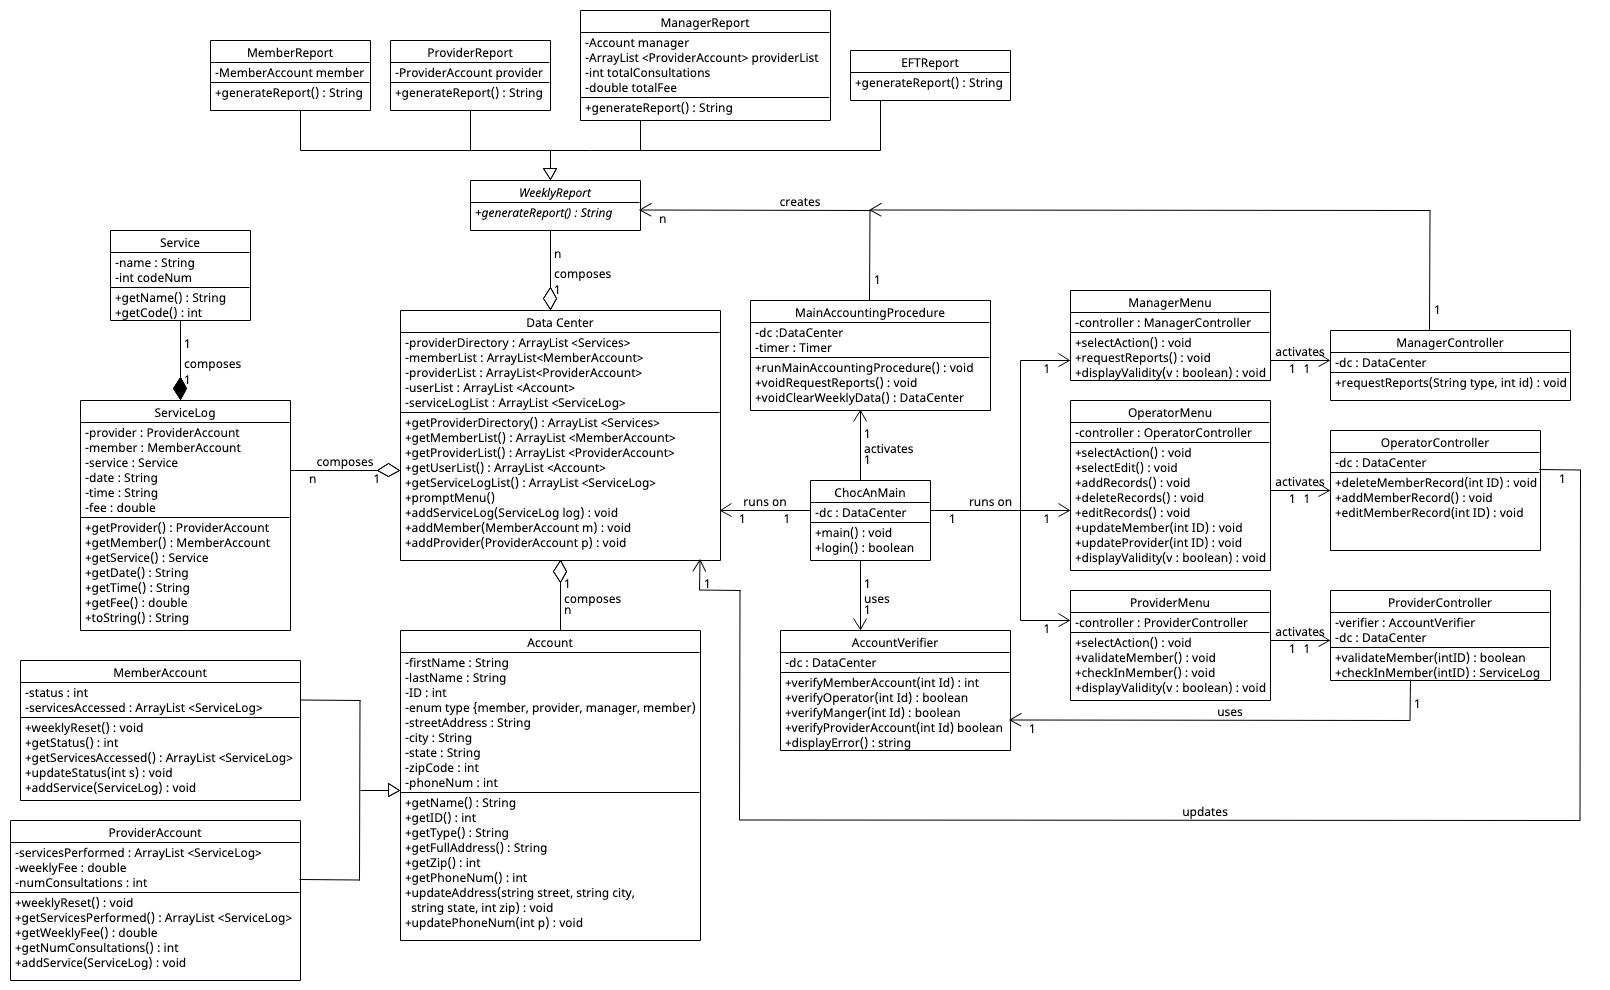 MemberReport
-MemberAccount member
+generateReport() : String
ProviderReport
-ProviderAccount provider
+generateReport() : String
ManagerReport
-Account manager
-ArrayList <ProviderAccount> providerList
-int totalConsultations
-double totalFee
+generateReport() : String
EFTReport
+generateReport() : String
WeeklyReport
+generateReport() : String
creates
n
1
1
n
composes
1
Service
-name : String
-int codeNum
+getName() : String
+getCode() : int
1
composes
1
ServiceLog
-provider : ProviderAccount
-member : MemberAccount
-service : Service
-date : String
-time : String
-fee : double
+getProvider() : ProviderAccount
+getMember() : MemberAccount
+getService() : Service
+getDate() : String
+getTime() : String
+getFee() : double
+toString() : String
composes
n
1
Data Center
-providerDirectory : ArrayList <Services>
-memberList : ArrayList<MemberAccount>
-providerList : ArrayList<ProviderAccount>
-userList : ArrayList <Account>
-serviceLogList : ArrayList <ServiceLog>
+getProviderDirectory() : ArrayList <Services>
+getMemberList() : ArrayList <MemberAccount>
+getProviderList() : ArrayList <ProviderAccount>
+getUserList() : ArrayList <Account>
+getServiceLogList() : ArrayList <ServiceLog>
+promptMenu()
+addServiceLog(ServiceLog log) : void
+addMember(MemberAccount m) : void
+addProvider(ProviderAccount p) : void
MainAccountingProcedure
-dc :DataCenter
-timer : Timer
+runMainAccountingProcedure() : void
+voidRequestReports() : void
+voidClearWeeklyData() : DataCenter
1
activates
1
ChocAnMain
-dc : DataCenter
+main() : void
+login() : boolean
runs on
1
1
runs on
1
1
1
1
ManagerMenu
-controller : ManagerController
+selectAction() : void
+requestReports() : void
+displayValidity(v : boolean) : void
activates
1 1
ManagerController
-dc : DataCenter
+requestReports(String type, int id) : void
OperatorMenu
-controller : OperatorController
+selectAction() : void
+selectEdit() : void
+addRecords() : void
+deleteRecords() : void
+editRecords() : void
+updateMember(int ID) : void
+updateProvider(int ID) : void
+displayValidity(v : boolean) : void
activates
1 1
OperatorController
-dc : DataCenter
+deleteMemberRecord(int ID) : void
+addMemberRecord() : void
+editMemberRecord(int ID) : void
1
ProviderMenu
-controller : ProviderController
+selectAction() : void
+validateMember() : void
+checkInMember() : void
+displayValidity(v : boolean) : void
activates
1 1
ProviderController
-verifier : AccountVerifier
-dc : DataCenter
+validateMember(intID) : boolean
+checkInMember(intID) : ServiceLog
1
uses
1
1
uses
1
AccountVerifier
-dc : DataCenter
+verifyMemberAccount(int Id) : int
+verifyOperator(int Id) : boolean
+verifyManger(int Id) : boolean
+verifyProviderAccount(int Id) boolean
+displayError() : string
1
updates
1
composes
n
Account
-firstName : String
-lastName : String
-ID : int
-enum type {member, provider, manager, member)
-streetAddress : String
-city : String
-state : String
-zipCode : int
-phoneNum : int
+getName() : String
+getID() : int
+getType() : String
+getFullAddress() : String
+getZip() : int
+getPhoneNum() : int
+updateAddress(string street, string city,
string state, int zip) : void
+updatePhoneNum(int p) : void
MemberAccount
-status : int
-servicesAccessed : ArrayList <ServiceLog>
+weeklyReset() : void
+getStatus() : int
+getServicesAccessed() : ArrayList <ServiceLog>
+updateStatus(int s) : void
+addService(ServiceLog) : void
ProviderAccount
-servicesPerformed : ArrayList <ServiceLog>
-weeklyFee : double
-numConsultations : int
+weeklyReset() : void
+getServicesPerformed() : ArrayList <ServiceLog>
+getWeeklyFee() : double
+getNumConsultations() : int
+addService(ServiceLog) : void